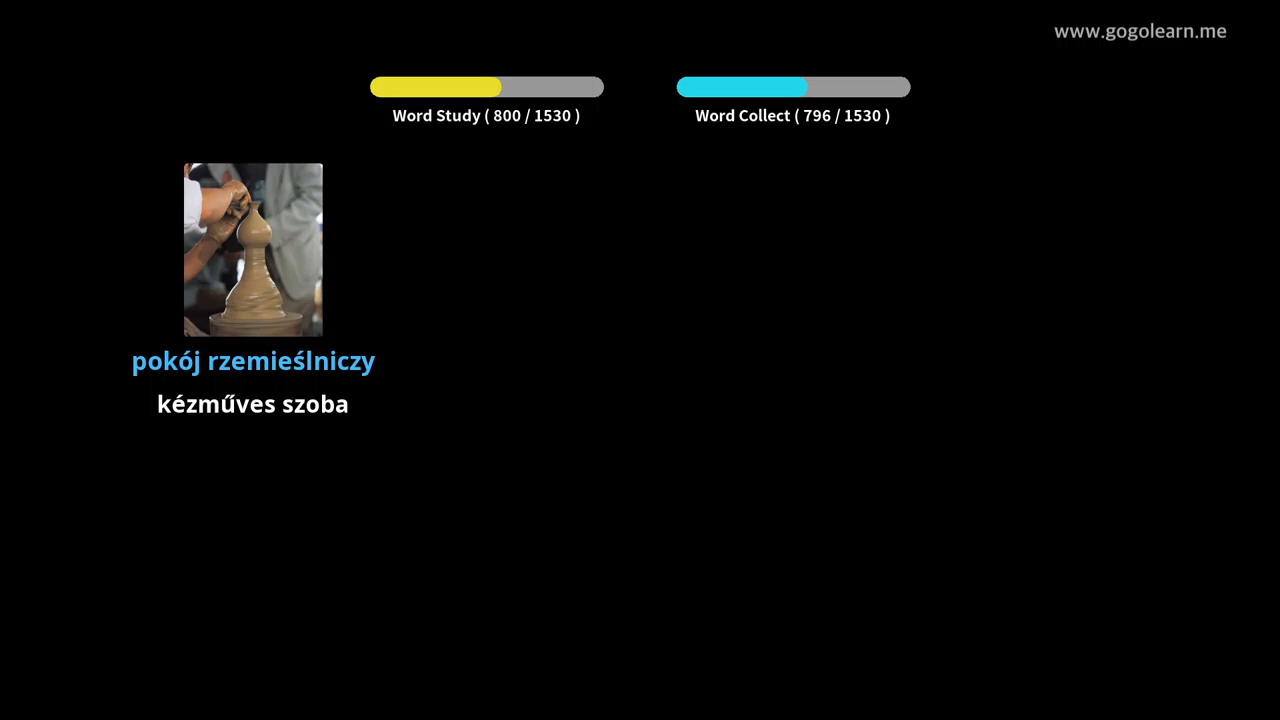 www.gogolearn.me
Word Study ( 800 / 1530 )
Word Collect ( 796 / 1530 )
pokój rzemieślniczy
kézműves szoba